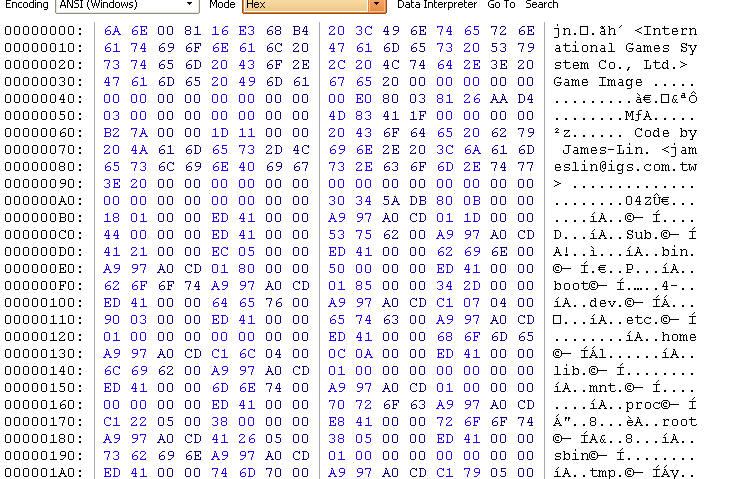 Encoding ANSI (Windows) Mode Hex Data Interpreter Go To Search
00000000: 6A 6E 00 81 16 E3 68 B4 20 3C 49 6E 74 65 72 6E jn.□.ãh´ <Intern
00000010: 61 74 69 6F 6E 61 6C 20 47 61 6D 65 73 20 53 79 ational Games Sy
00000020: 73 74 65 6D 20 43 6F 2E 2C 20 4C 74 64 2E 3E 20 stem Co., Ltd.>
00000030: 47 61 6D 65 20 49 6D 61 67 65 20 00 00 00 00 00 Game Image .....
00000040: 00 00 00 00 00 00 00 00 00 E0 80 03 81 26 AA D4 .........à€.□&ªÔ
00000050: 03 00 00 00 00 00 00 00 4D 83 41 1F 00 00 00 00 ........MƒA.....
00000060: B2 7A 00 00 1D 11 00 00 20 43 6F 64 65 20 62 79 ²z...... Code by
00000070: 20 4A 61 6D 65 73 2D 4C 69 6E 2E 20 3C 6A 61 6D  James-Lin. <jam
00000080: 65 73 6C 69 6E 40 69 67 73 2E 63 6F 6D 2E 74 77 eslin@igs.com.tw
00000090: 3E 20 00 00 00 00 00 00 00 00 00 00 00 00 00 00 > ..............
000000A0: 00 00 00 00 00 00 00 00 30 34 5A DB 80 0B 00 00 ........04ZÛ€...
000000B0: 18 01 00 00 ED 41 00 00 A9 97 A0 CD 01 1D 00 00 ....íA..©— Í....
000000C0: 44 00 00 00 ED 41 00 00 53 75 62 00 A9 97 A0 CD D...íA..Sub.©— Í
000000D0: 41 21 00 00 EC 05 00 00 ED 41 00 00 62 69 6E 00 A!..ì...íA..bin.
000000E0: A9 97 A0 CD 01 80 00 00 50 00 00 00 ED 41 00 00 ©— Í.€..P...íA..
000000F0: 62 6F 6F 74 A9 97 A0 CD 01 85 00 00 34 2D 00 00 boot©— Í.…..4-..
00000100: ED 41 00 00 64 65 76 00 A9 97 A0 CD C1 07 04 00 íA..dev.©— ÍÁ...
00000110: 90 03 00 00 ED 41 00 00 65 74 63 00 A9 97 A0 CD □...íA..etc.©— Í
00000120: 01 00 00 00 00 00 00 00 ED 41 00 00 68 6F 6D 65 ........íA..home
00000130: A9 97 A0 CD C1 6C 04 00 0C 0A 00 00 ED 41 00 00 ©— ÍÁl......íA..
00000140: 6C 69 62 00 A9 97 A0 CD 01 00 00 00 00 00 00 00 lib.©— Í........
00000150: ED 41 00 00 6D 6E 74 00 A9 97 A0 CD 01 00 00 00 íA..mnt.©— Í....
00000160: 00 00 00 00 ED 41 00 00 70 72 6F 63 A9 97 A0 CD ....íA..proc©— Í
00000170: C1 22 05 00 38 00 00 00 E8 41 00 00 72 6F 6F 74 Á"..8...èA..root
00000180: A9 97 A0 CD 41 26 05 00 38 05 00 00 ED 41 00 00 ©— ÍA&..8...íA..
00000190: 73 62 69 6E A9 97 A0 CD 01 00 00 00 00 00 00 00 sbin©— Í........
000001A0: ED 41 00 00 74 6D 70 00 A9 97 A0 CD C1 79 05 00 íA..tmp.©— ÍÁy..